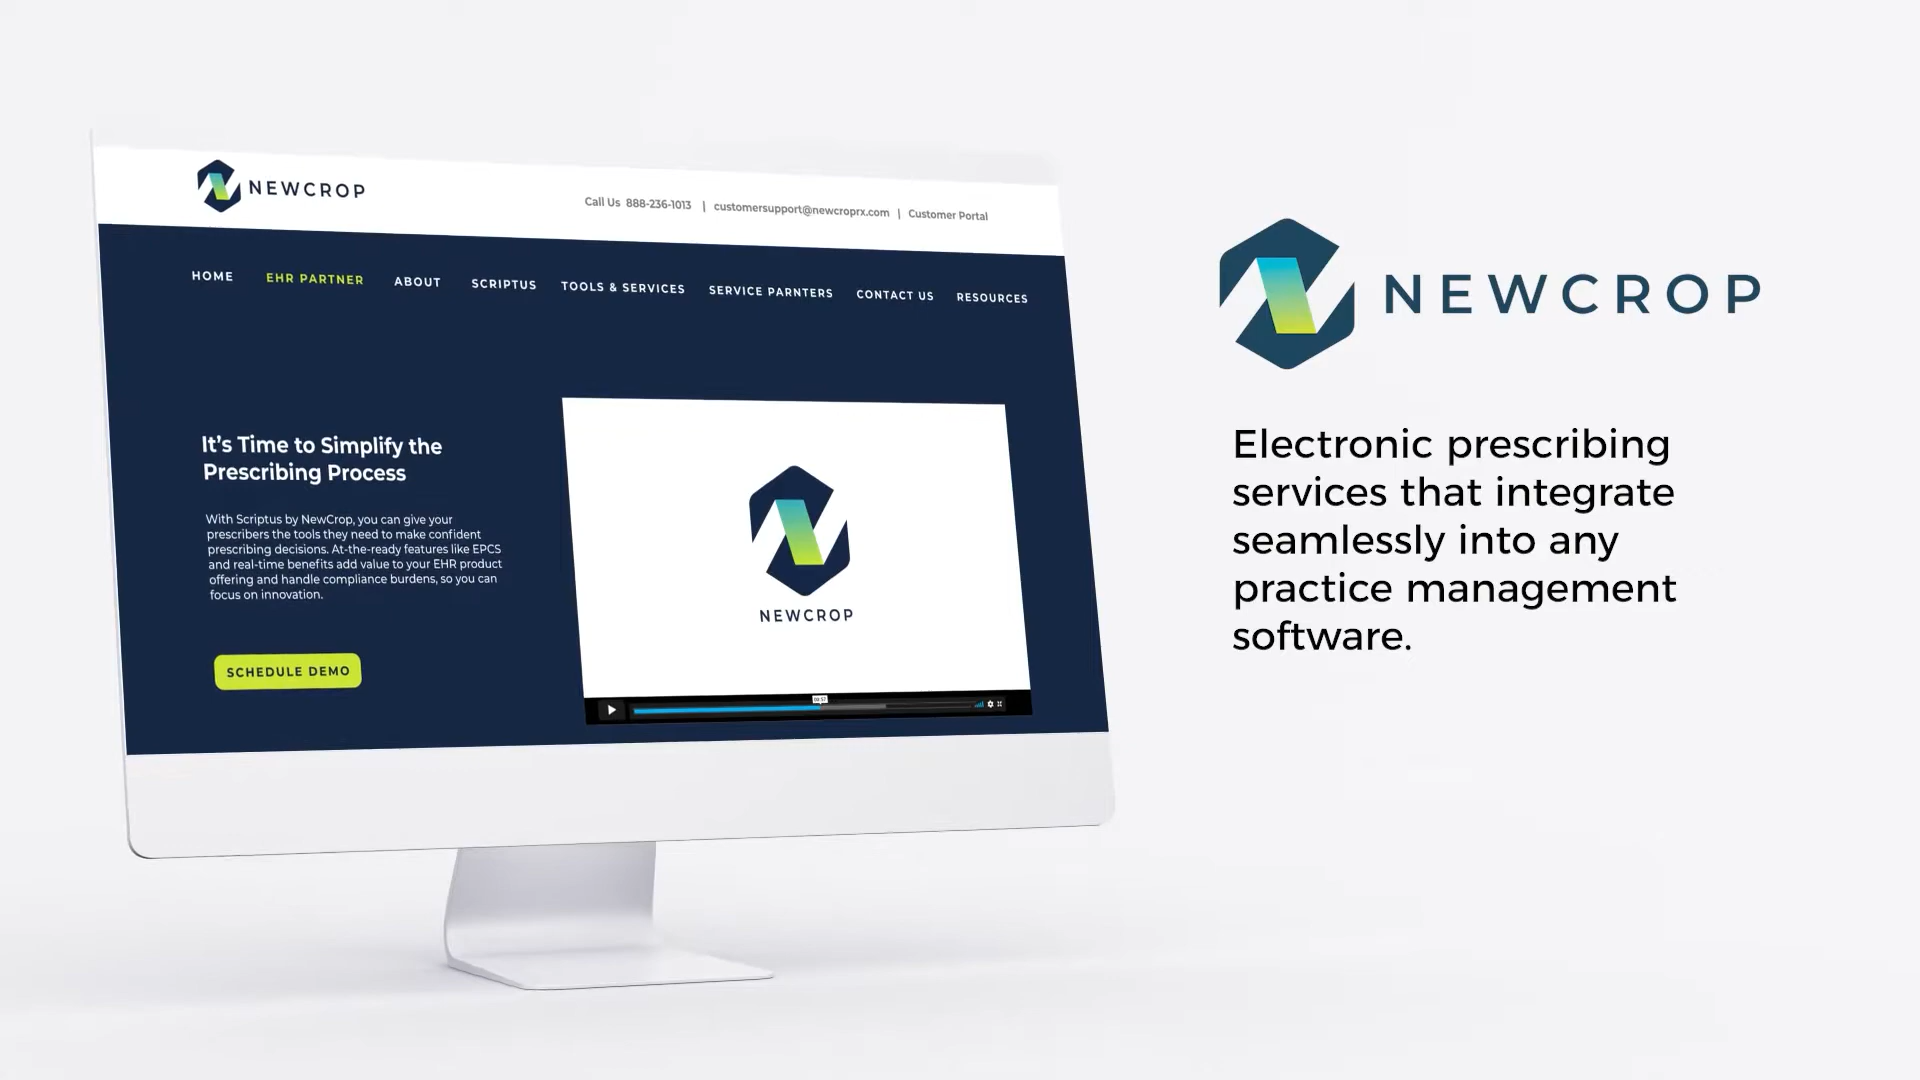 NEWCROP
Call Us 888-236-1013 | customersupport@newcroprx.com | Customer Portal
HOME EHR PARTNER ABOUT SCRIPTUS TOOLS & SERVICES SERVICE PARNTERS CONTACT US RESOURCES
It's Time to Simplify the
Prescribing Process
With Scriptus by NewCrop, you can give your
prescribers the tools they need to make confident
prescribing decisions. At-the-ready features like EPCS
and real-time benefits add value to your EHR product
offering and handle compliance burdens, so you can
focus on innovation.
SCHEDULE DEMO
NEWCROP
NEWCROP
Electronic prescribing
services that integrate
seamlessly into any
practice management
software.